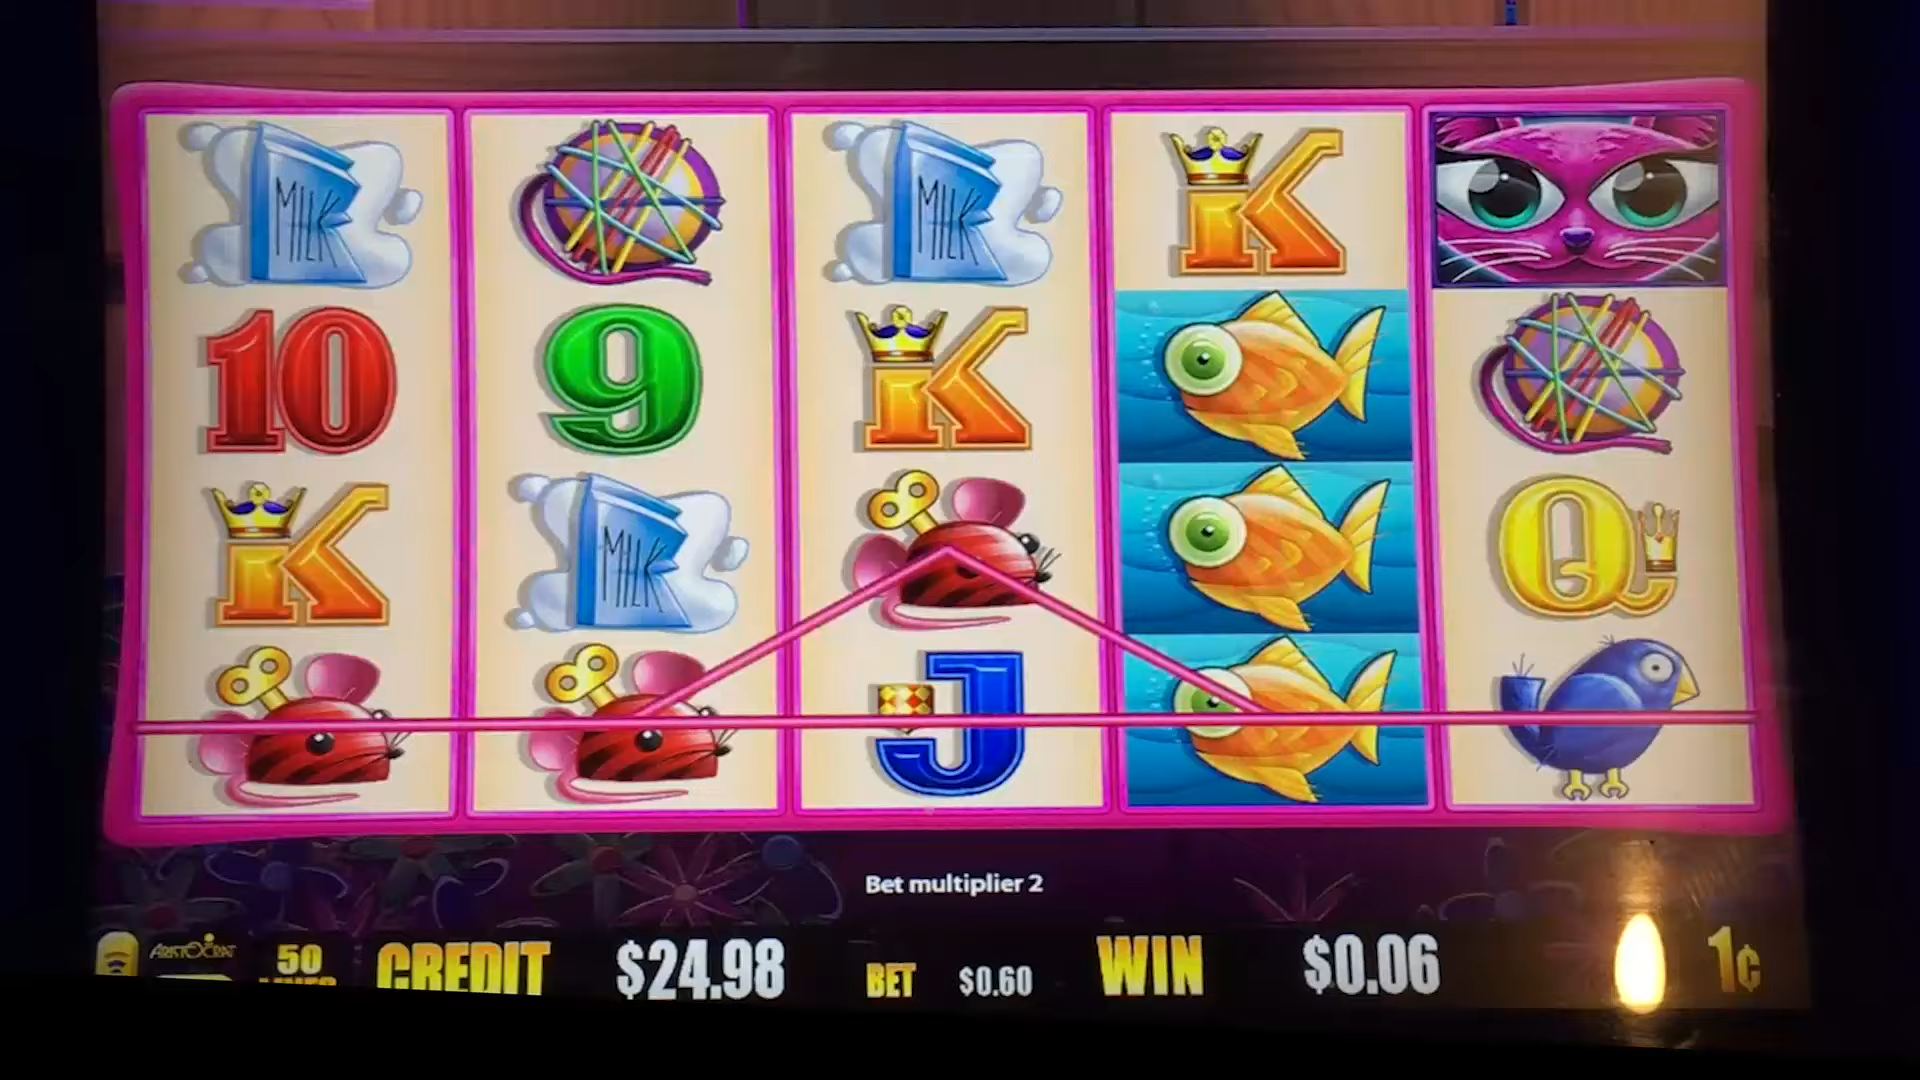 MILK MILK K
10 9 K
K MILK Q
J
Bet multiplier 2
ARISTOCRAT 50 LINES CREDIT $24.98 BET $0.60 WIN $0.06 1¢